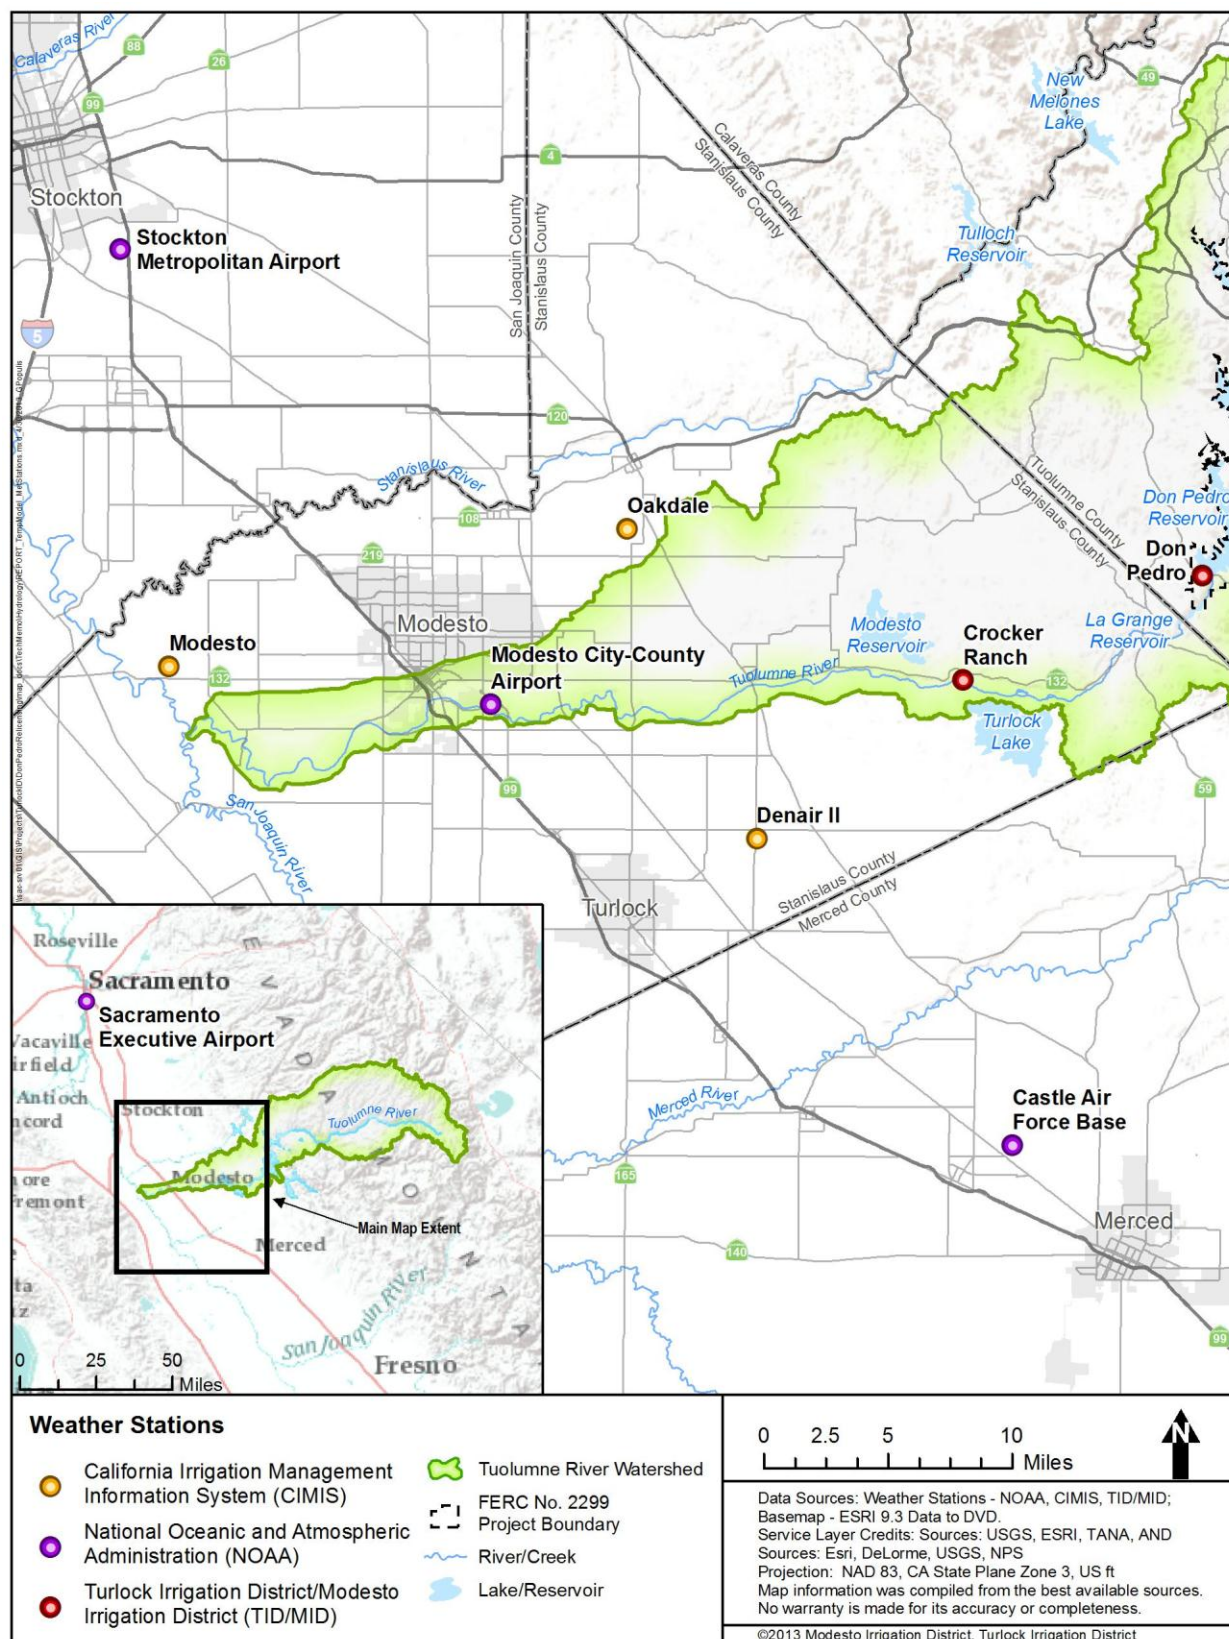 Calaveras River
88
26
99
4
49
New
Melones
Lake
Calaveras County
Stanislaus County
Stockton
Stockton
Metropolitan Airport
San Joaquin County
Stanislaus County
Tulloch
Reservoir
5
120
Stanislaus River
108
219
Oakdale
Tuolumne County
Stanislaus County
Don Pedro
Reservoir
Don
Pedro
Modesto
Modesto
132
Modesto City-County
Airport
Tuolumne River
Modesto
Reservoir
Crocker
Ranch
La Grange
Reservoir
132
Turlock
Lake
San Joaquin River
99
59
Denair II
Stanislaus County
Merced County
Turlock
Merced River
Castle Air
Force Base
165
140
Merced
99
Roseville
Sacramento
Sacramento
Executive Airport
Vacaville
irfield
Antioch
ncord
Stockton
Tuolumne River
Modesto
ore
Fremont
Main Map Extent
Merced
ta
z
San Joaquin River
Fresno
E V A D A
M O N T A
0 25 50
Miles
Weather Stations
California Irrigation Management
Information System (CIMIS)
National Oceanic and Atmospheric
Administration (NOAA)
Turlock Irrigation District/Modesto
Irrigation District (TID/MID)
Tuolumne River Watershed
FERC No. 2299
Project Boundary
River/Creek
Lake/Reservoir
0 2.5 5 10
Miles
N
Data Sources: Weather Stations - NOAA, CIMIS, TID/MID;
Basemap - ESRI 9.3 Data to DVD.
Service Layer Credits: Sources: USGS, ESRI, TANA, AND
Sources: Esri, DeLorme, USGS, NPS
Projection: NAD 83, CA State Plane Zone 3, US ft
Map information was compiled from the best available sources.
No warranty is made for its accuracy or completeness.
©2013 Modesto Irrigation District, Turlock Irrigation District